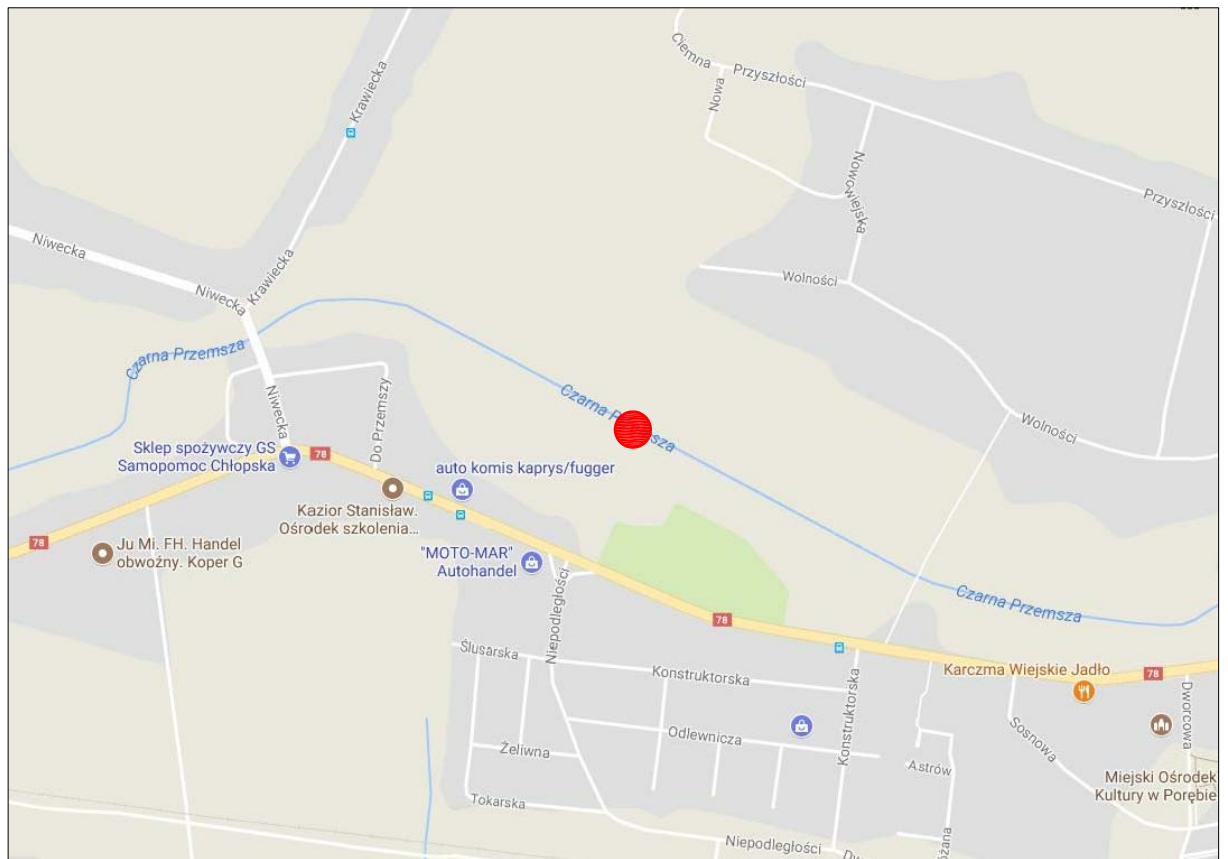 Ciemna
Przyszłości
Nowa
Krawiecka
Nowowiejska
Przyszłości
Niwecka
Krawiecka
Niwecka
Wolności
Czarna Przemsza
Czarna Przemsza
Niwecka
Do Przemszy
Wolności
Sklep spożywczy GS
Samopomoc Chłopska
78
auto komis kaprys/fugger
Kazior Stanisław.
Ośrodek szkolenia...
78
Ju Mi. FH. Handel
obwoźny. Koper G
"MOTO-MAR"
Autohandel
Niepodległości
Czarna Przemsza
78
Ślusarska
Konstruktorska
Karczma Wiejskie Jadło
78
Konstruktorska
Dworcowa
Sosnowa
Odlewnicza
Żeliwna
Astrów
Miejski Ośrodek
Kultury w Porębie
Tokarska
Niepodległości